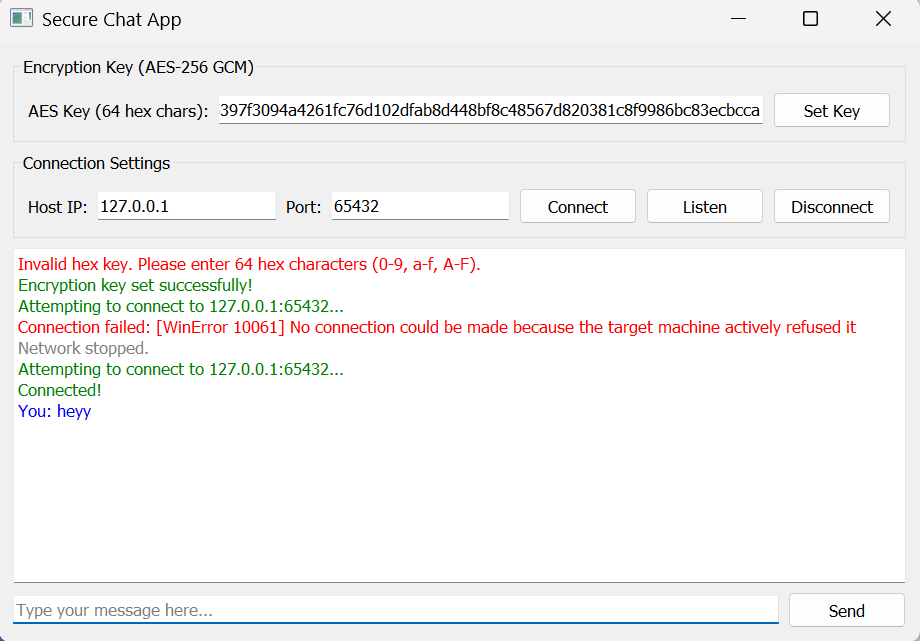 Secure Chat App
Encryption Key (AES-256 GCM)
AES Key (64 hex chars): 397f3094a4261fc76d102dfab8d448bf8c48567d820381c8f9986bc83ecbcca Set Key
Connection Settings
Host IP: 127.0.0.1 Port: 65432 Connect Listen Disconnect
Invalid hex key. Please enter 64 hex characters (0-9, a-f, A-F).
Encryption key set successfully!
Attempting to connect to 127.0.0.1:65432...
Connection failed: [WinError 10061] No connection could be made because the target machine actively refused it
Network stopped.
Attempting to connect to 127.0.0.1:65432...
Connected!
You: heyy
Type your message here...
Send